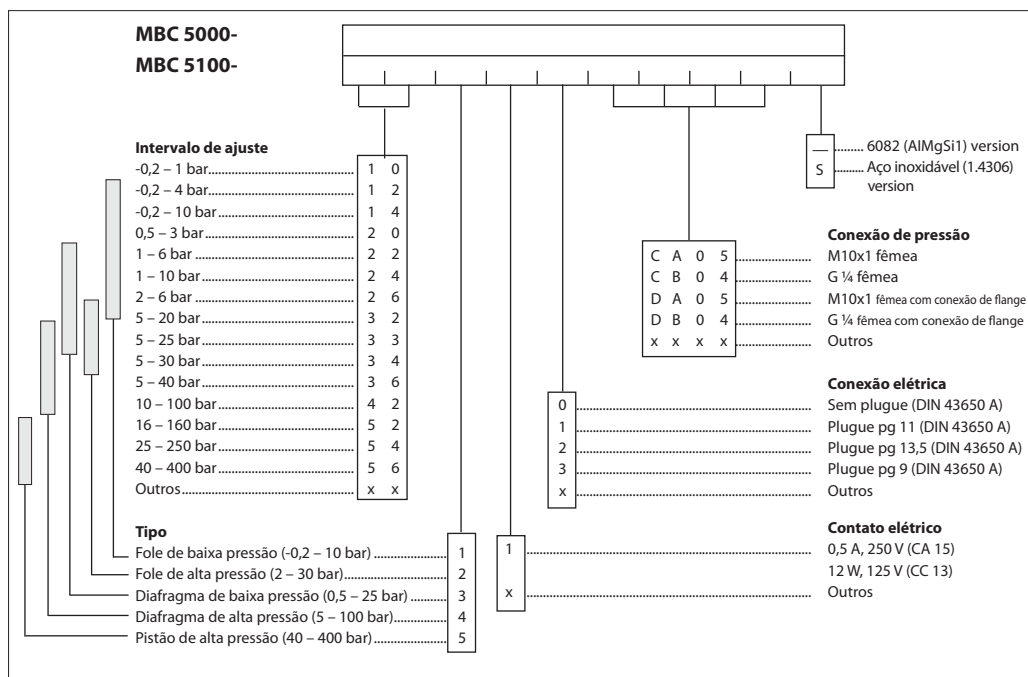 MBC 5000-
MBC 5100-
Intervalo de ajuste
-0,2 – 1 bar 1 0
-0,2 – 4 bar 1 2
-0,2 – 10 bar 1 4
0,5 – 3 bar 2 0
1 – 6 bar 2 2
1 – 10 bar 2 4
2 – 6 bar 2 6
5 – 20 bar 3 2
5 – 25 bar 3 3
5 – 30 bar 3 4
5 – 40 bar 3 6
10 – 100 bar 4 2
16 – 160 bar 5 2
25 – 250 bar 5 4
40 – 400 bar 5 6
Outros x x
Tipo
Fole de baixa pressão (-0,2 – 10 bar) 1
Fole de alta pressão (2 – 30 bar) 2
Diafragma de baixa pressão (0,5 – 25 bar) 3
Diafragma de alta pressão (5 – 100 bar) 4
Pistão de alta pressão (40 – 400 bar) 5
— 6082 (AlMgSi1) version
S Aço inoxidável (1.4306)
version
Conexão de pressão
C A 0 5 M10x1 fêmea
C B 0 4 G ¼ fêmea
D A 0 5 M10x1 fêmea com conexão de flange
D B 0 4 G ¼ fêmea com conexão de flange
x x x x Outros
Conexão elétrica
0 Sem plugue (DIN 43650 A)
1 Plugue pg 11 (DIN 43650 A)
2 Plugue pg 13,5 (DIN 43650 A)
3 Plugue pg 9 (DIN 43650 A)
x Outros
Contato elétrico
1 0,5 A, 250 V (CA 15)
12 W, 125 V (CC 13)
x Outros